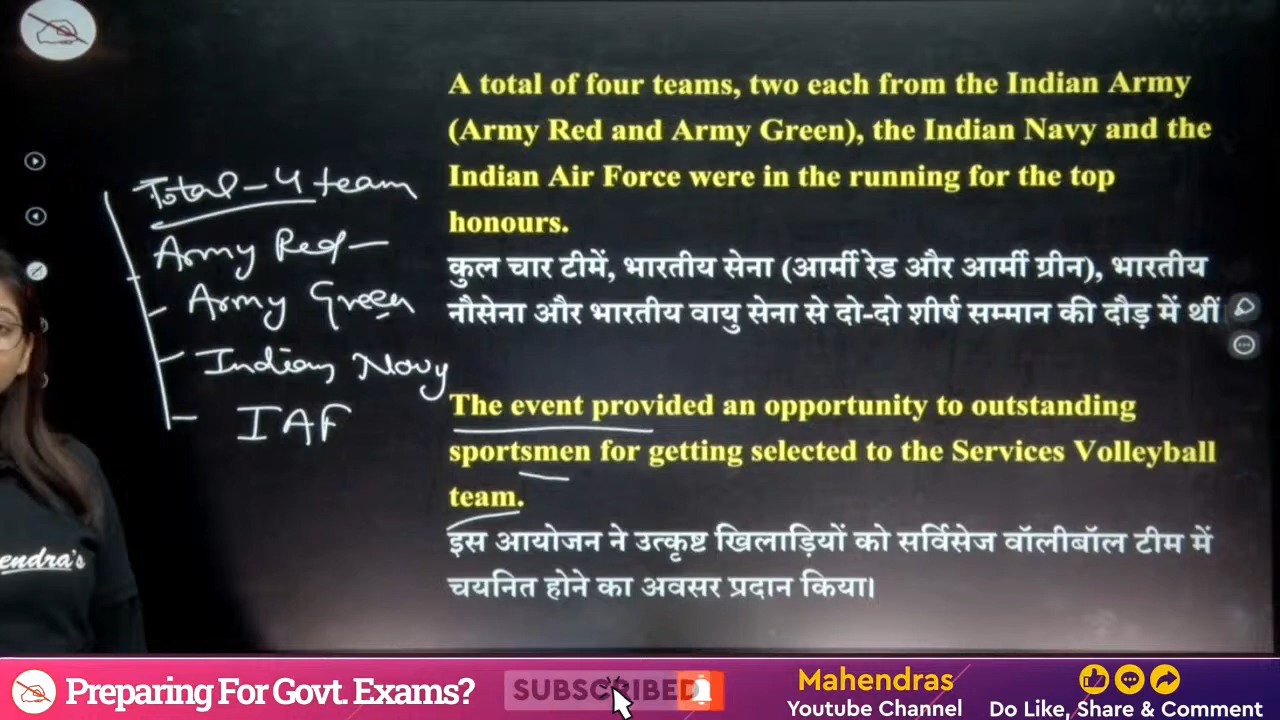 A total of four teams, two each from the Indian Army
(Army Red and Army Green), the Indian Navy and the
Indian Air Force were in the running for the top
honours.
कुल चार टीमें, भारतीय सेना (आर्मी रेड और आर्मी ग्रीन), भारतीय
नौसेना और भारतीय वायु सेना से दो-दो शीर्ष सम्मान की दौड़ में थीं
Total - 4 team
Army Red -
- Army Green
- Indian Navy
- IAF
The event provided an opportunity to outstanding
sportsmen for getting selected to the Services Volleyball
team.
इस आयोजन ने उत्कृष्ट खिलाड़ियों को सर्विसेज वॉलीबॉल टीम में
चयनित होने का अवसर प्रदान किया।
endra's
Preparing For Govt. Exams?
SUBSCRIBED
Mahendras
Youtube Channel
Do Like, Share & Comment